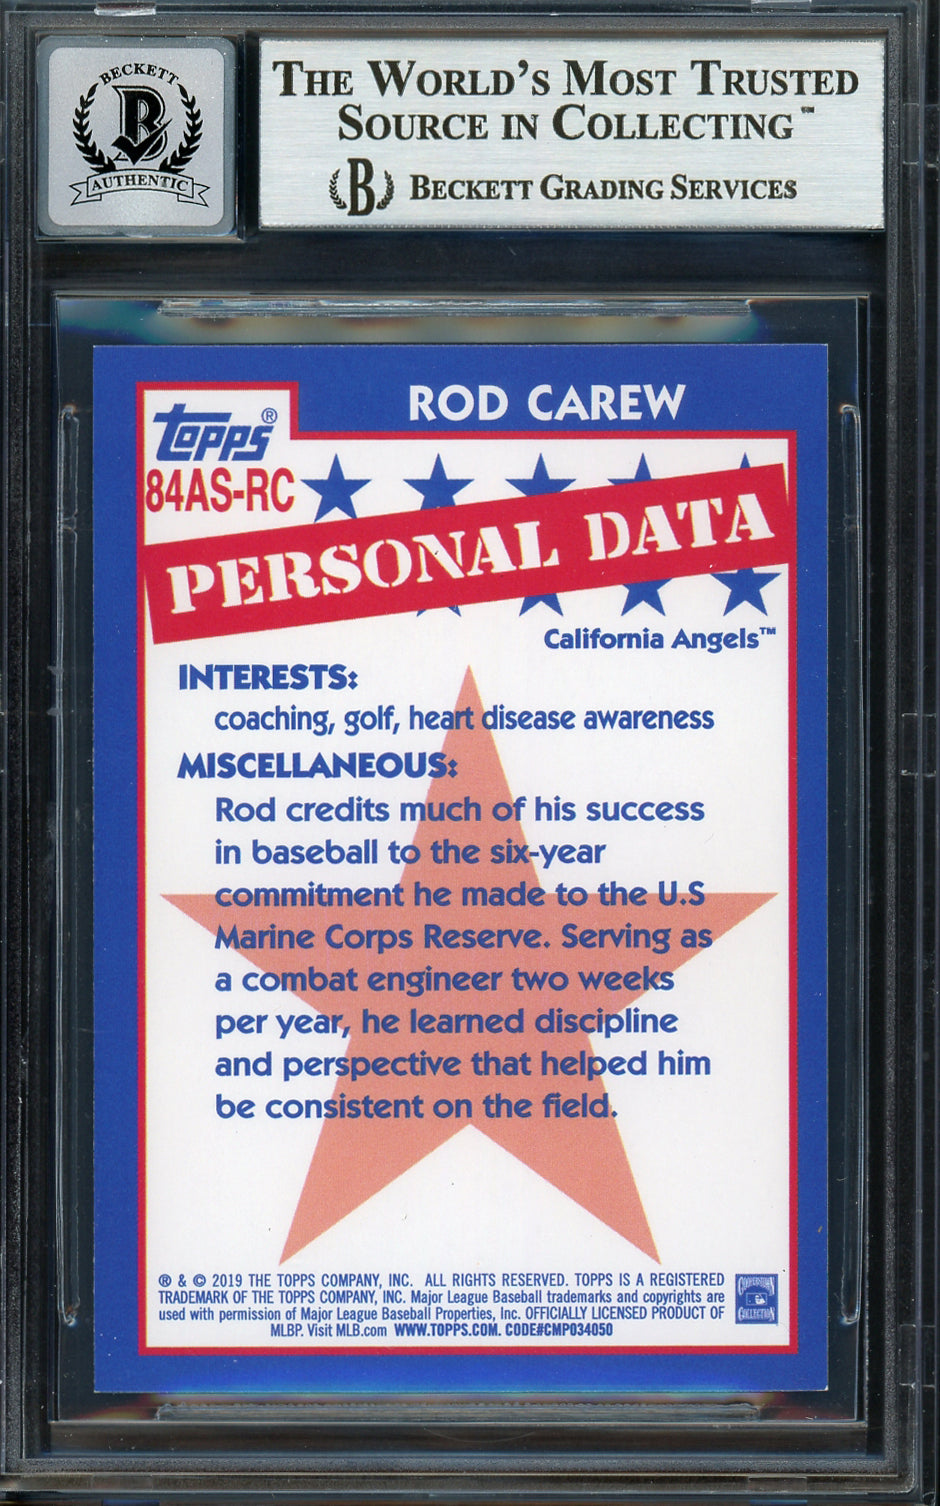 BECKETT
B
AUTHENTIC
THE WORLD'S MOST TRUSTED
SOURCE IN COLLECTING™
B BECKETT GRADING SERVICES
ROD CAREW
topps®
84AS-RC
PERSONAL DATA
California Angels™
INTERESTS:
coaching, golf, heart disease awareness
MISCELLANEOUS:
Rod credits much of his success
in baseball to the six-year
commitment he made to the U.S
Marine Corps Reserve. Serving as
a combat engineer two weeks
per year, he learned discipline
and perspective that helped him
be consistent on the field.
® & © 2019 THE TOPPS COMPANY, INC. ALL RIGHTS RESERVED. TOPPS IS A REGISTERED
TRADEMARK OF THE TOPPS COMPANY, INC. Major League Baseball trademarks and copyrights are
used with permission of Major League Baseball Properties, Inc. OFFICIALLY LICENSED PRODUCT OF
MLBP. Visit MLB.com WWW.TOPPS.COM. CODE#CMP034050
COOPERSTOWN
COLLECTION